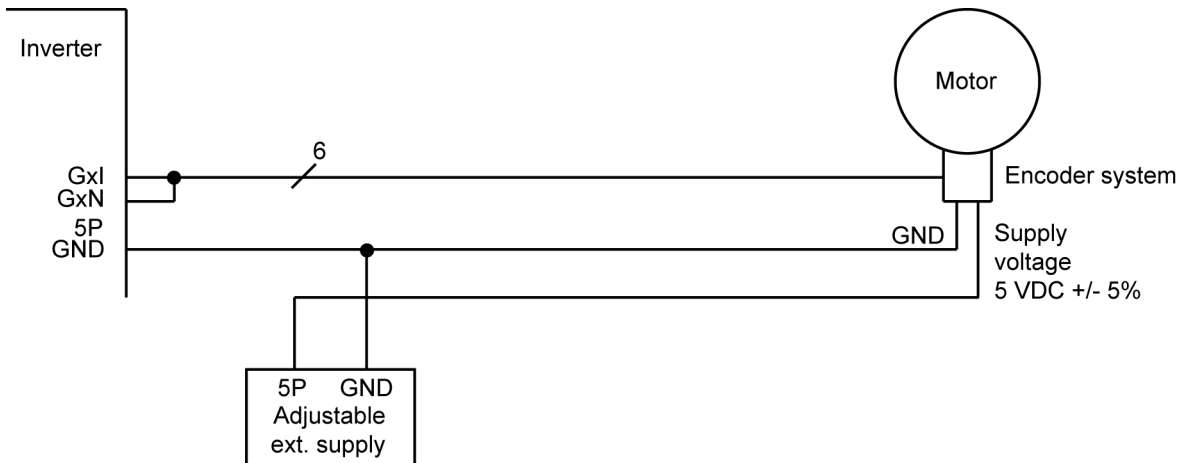 Inverter
Motor
6
GxI
GxN
5P
GND
Encoder system
GND
Supply
voltage
5 VDC +/- 5%
5P GND
Adjustable
ext. supply